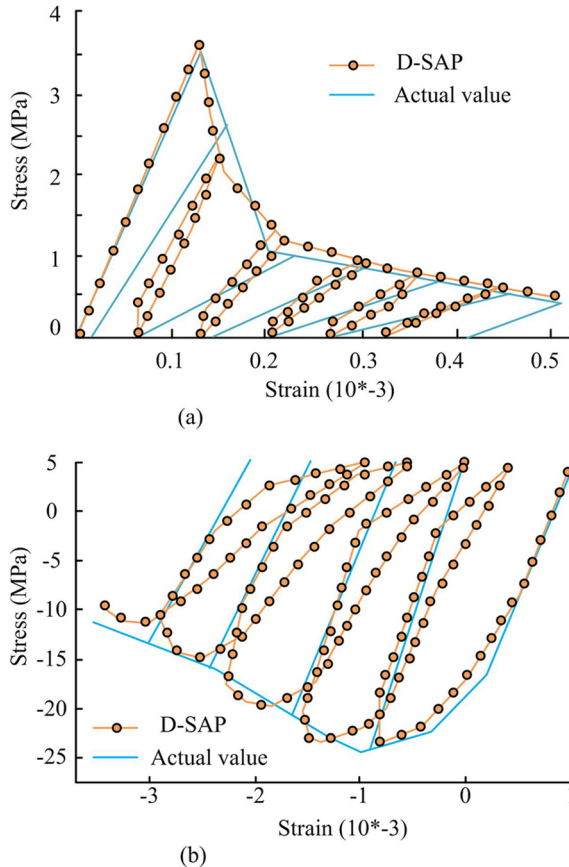 4
3
2
1
0
Stress (MPa)
D-SAP
Actual value
0.1 0.2 0.3 0.4 0.5
Strain (10*-3)
(a)
5
0
-5
-10
-15
-20
-25
Stress (MPa)
D-SAP
Actual value
-3 -2 -1 0 1
Strain (10*-3)
(b)